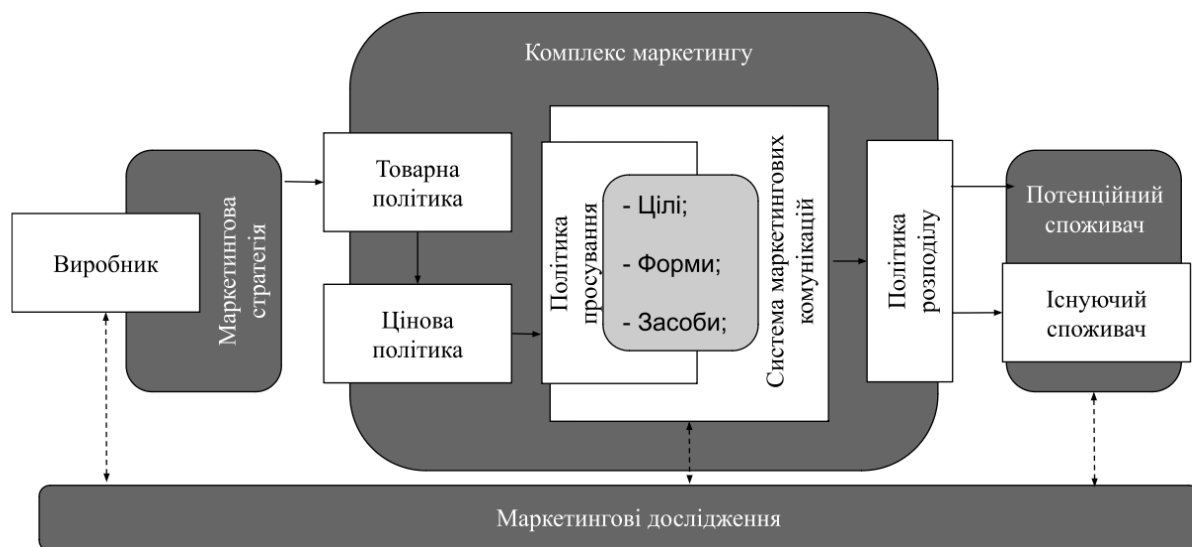 Комплекс маркетингу
Виробник
Маркетингова
стратегія
Товарна
політика
Цінова
політика
Політика
просування
- Цілі;
- Форми;
- Засоби;
Система маркетингових
комунікацій
Політика
розподілу
Потенційний
споживач
Існуючий
споживач
Маркетингові дослідження